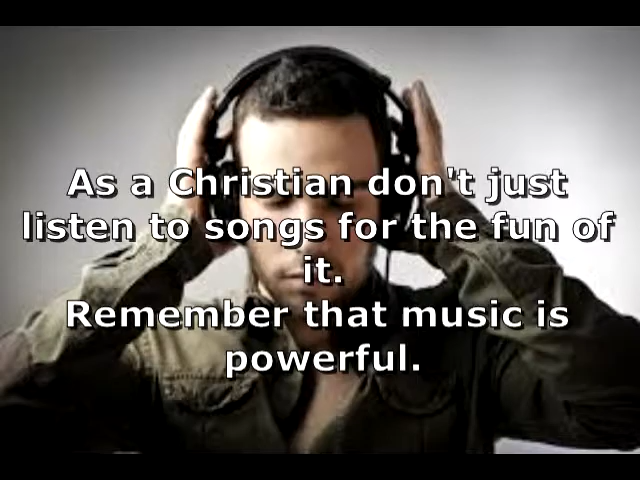 As a Christian don't just
listen to songs for the fun of
it.
Remember that music is
powerful.